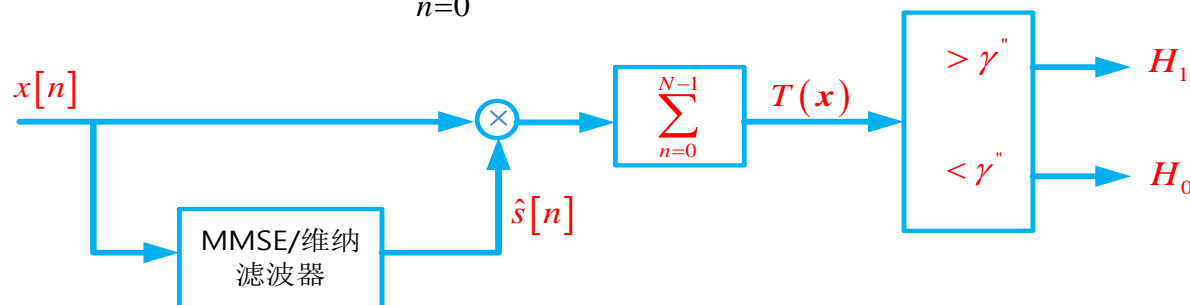 n=0
x[n]
×
N−1
∑
n=0
T(x)
> γ"
< γ"
H₁
H₀
ŝ[n]
MMSE/维纳
滤波器